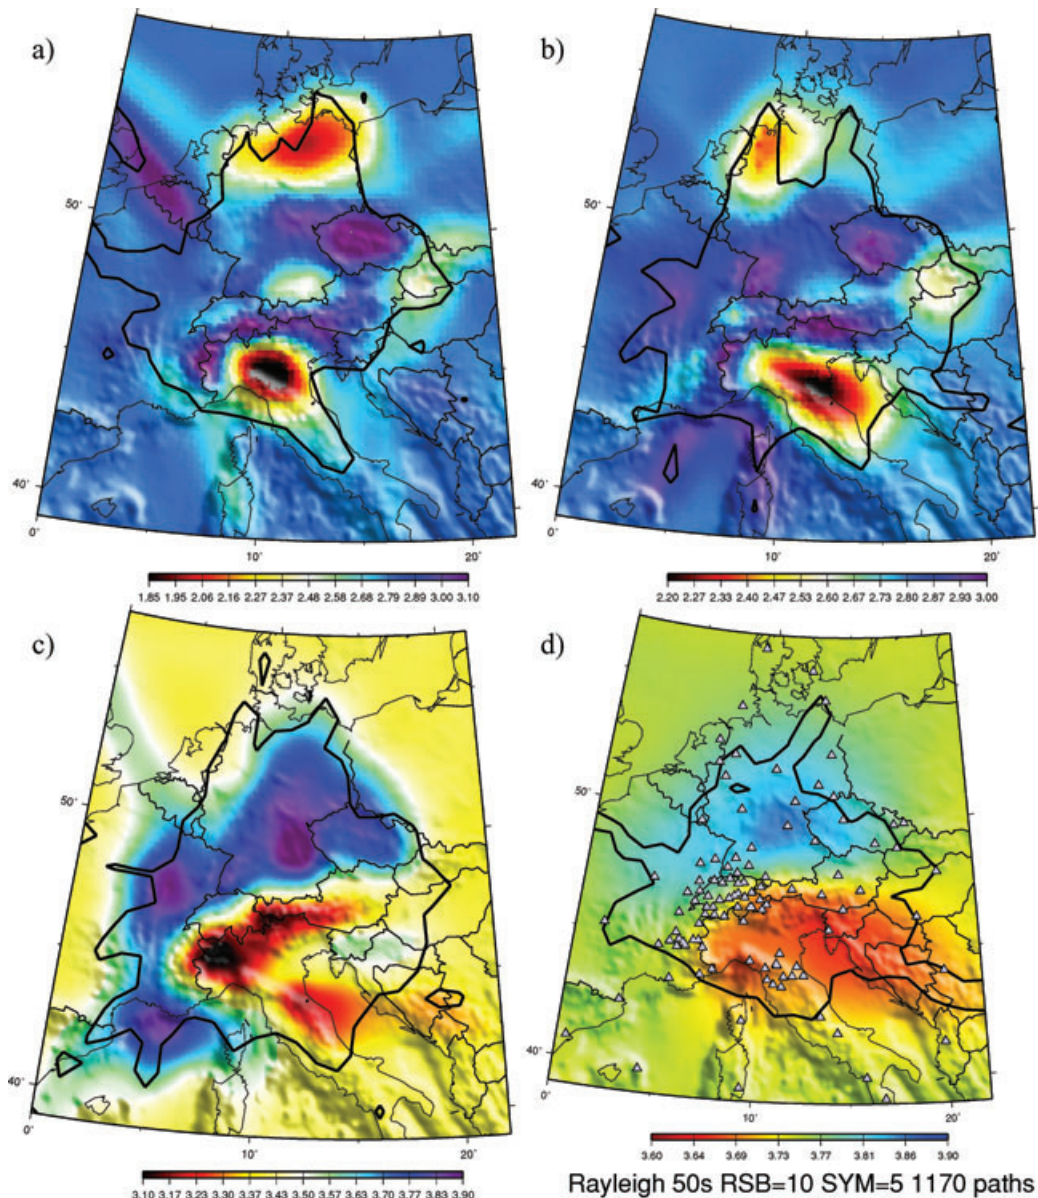 a)
b)
50˚
50˚
40˚
40˚
0˚
10˚
20˚
0˚
10˚
20˚
1.85 1.95 2.06 2.16 2.27 2.37 2.48 2.58 2.68 2.79 2.89 3.00 3.10
2.20 2.27 2.33 2.40 2.47 2.53 2.60 2.67 2.73 2.80 2.87 2.93 3.00
c)
d)
50˚
50˚
40˚
40˚
0˚
10˚
20˚
0˚
10˚
20˚
3.60 3.64 3.69 3.73 3.77 3.81 3.86 3.90
3.10 3.17 3.23 3.30 3.37 3.43 3.50 3.57 3.63 3.70 3.77 3.83 3.90
Rayleigh 50s RSB=10 SYM=5 1170 paths